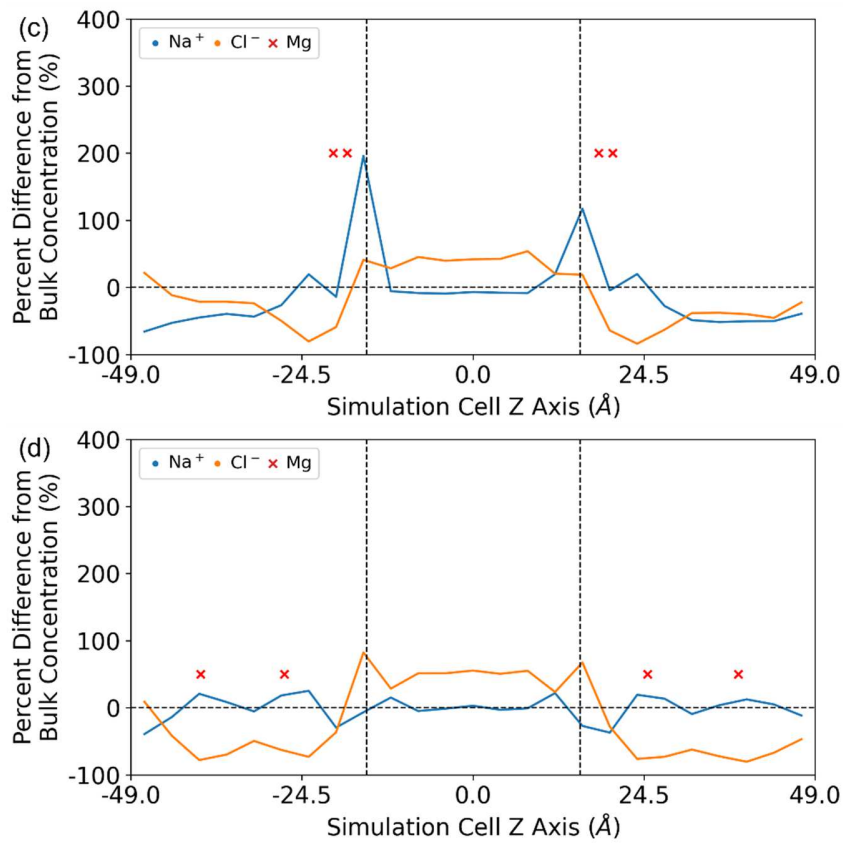 (c)
Percent Difference from
Bulk Concentration (%)
400
300
200
100
0
-100
Na⁺ Cl⁻ Mg
-49.0 -24.5 0.0 24.5 49.0
Simulation Cell Z Axis (Å)
(d)
Percent Difference from
Bulk Concentration (%)
400
300
200
100
0
-100
Na⁺ Cl⁻ Mg
-49.0 -24.5 0.0 24.5 49.0
Simulation Cell Z Axis (Å)